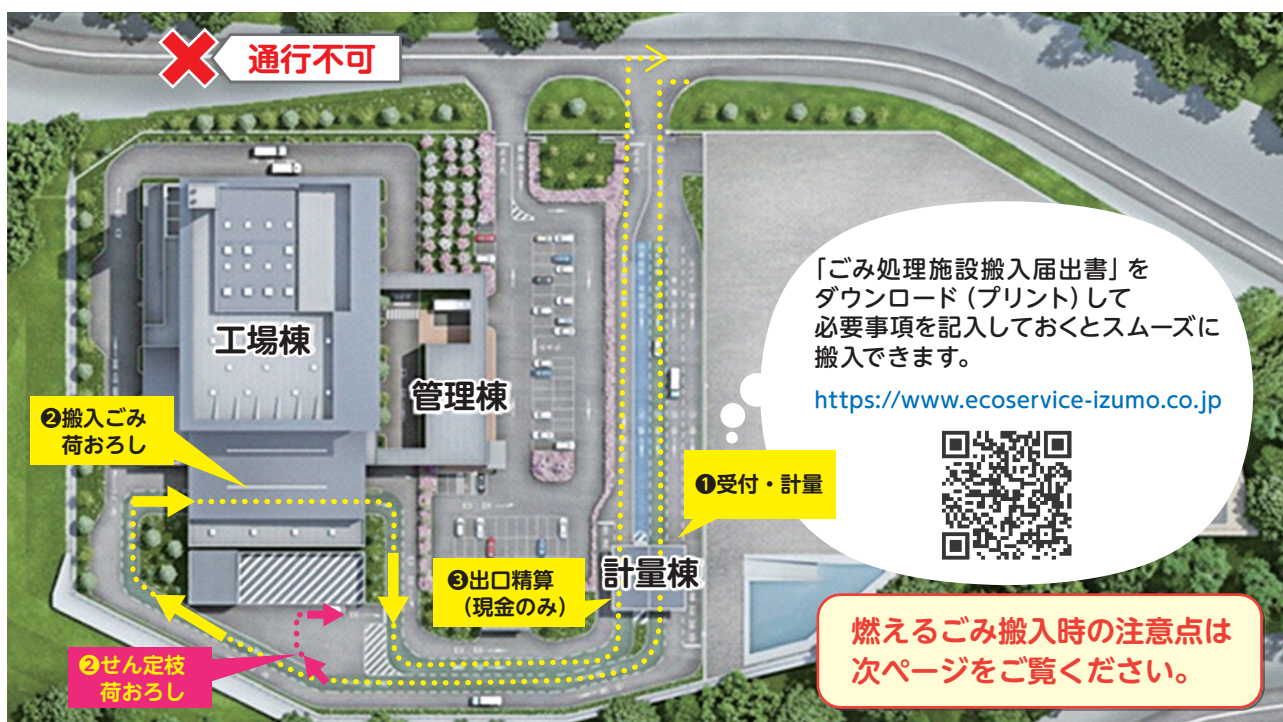 通行不可
「ごみ処理施設搬入届出書」を
ダウンロード（プリント）して
必要事項を記入しておくとスムーズに
搬入できます。
https://www.ecoservice-izumo.co.jp
工場棟
管理棟
❷搬入ごみ
荷おろし
❶受付・計量
計量棟
❸出口精算
（現金のみ）
❷せん定枝
荷おろし
燃えるごみ搬入時の注意点は
次ページをご覧ください。